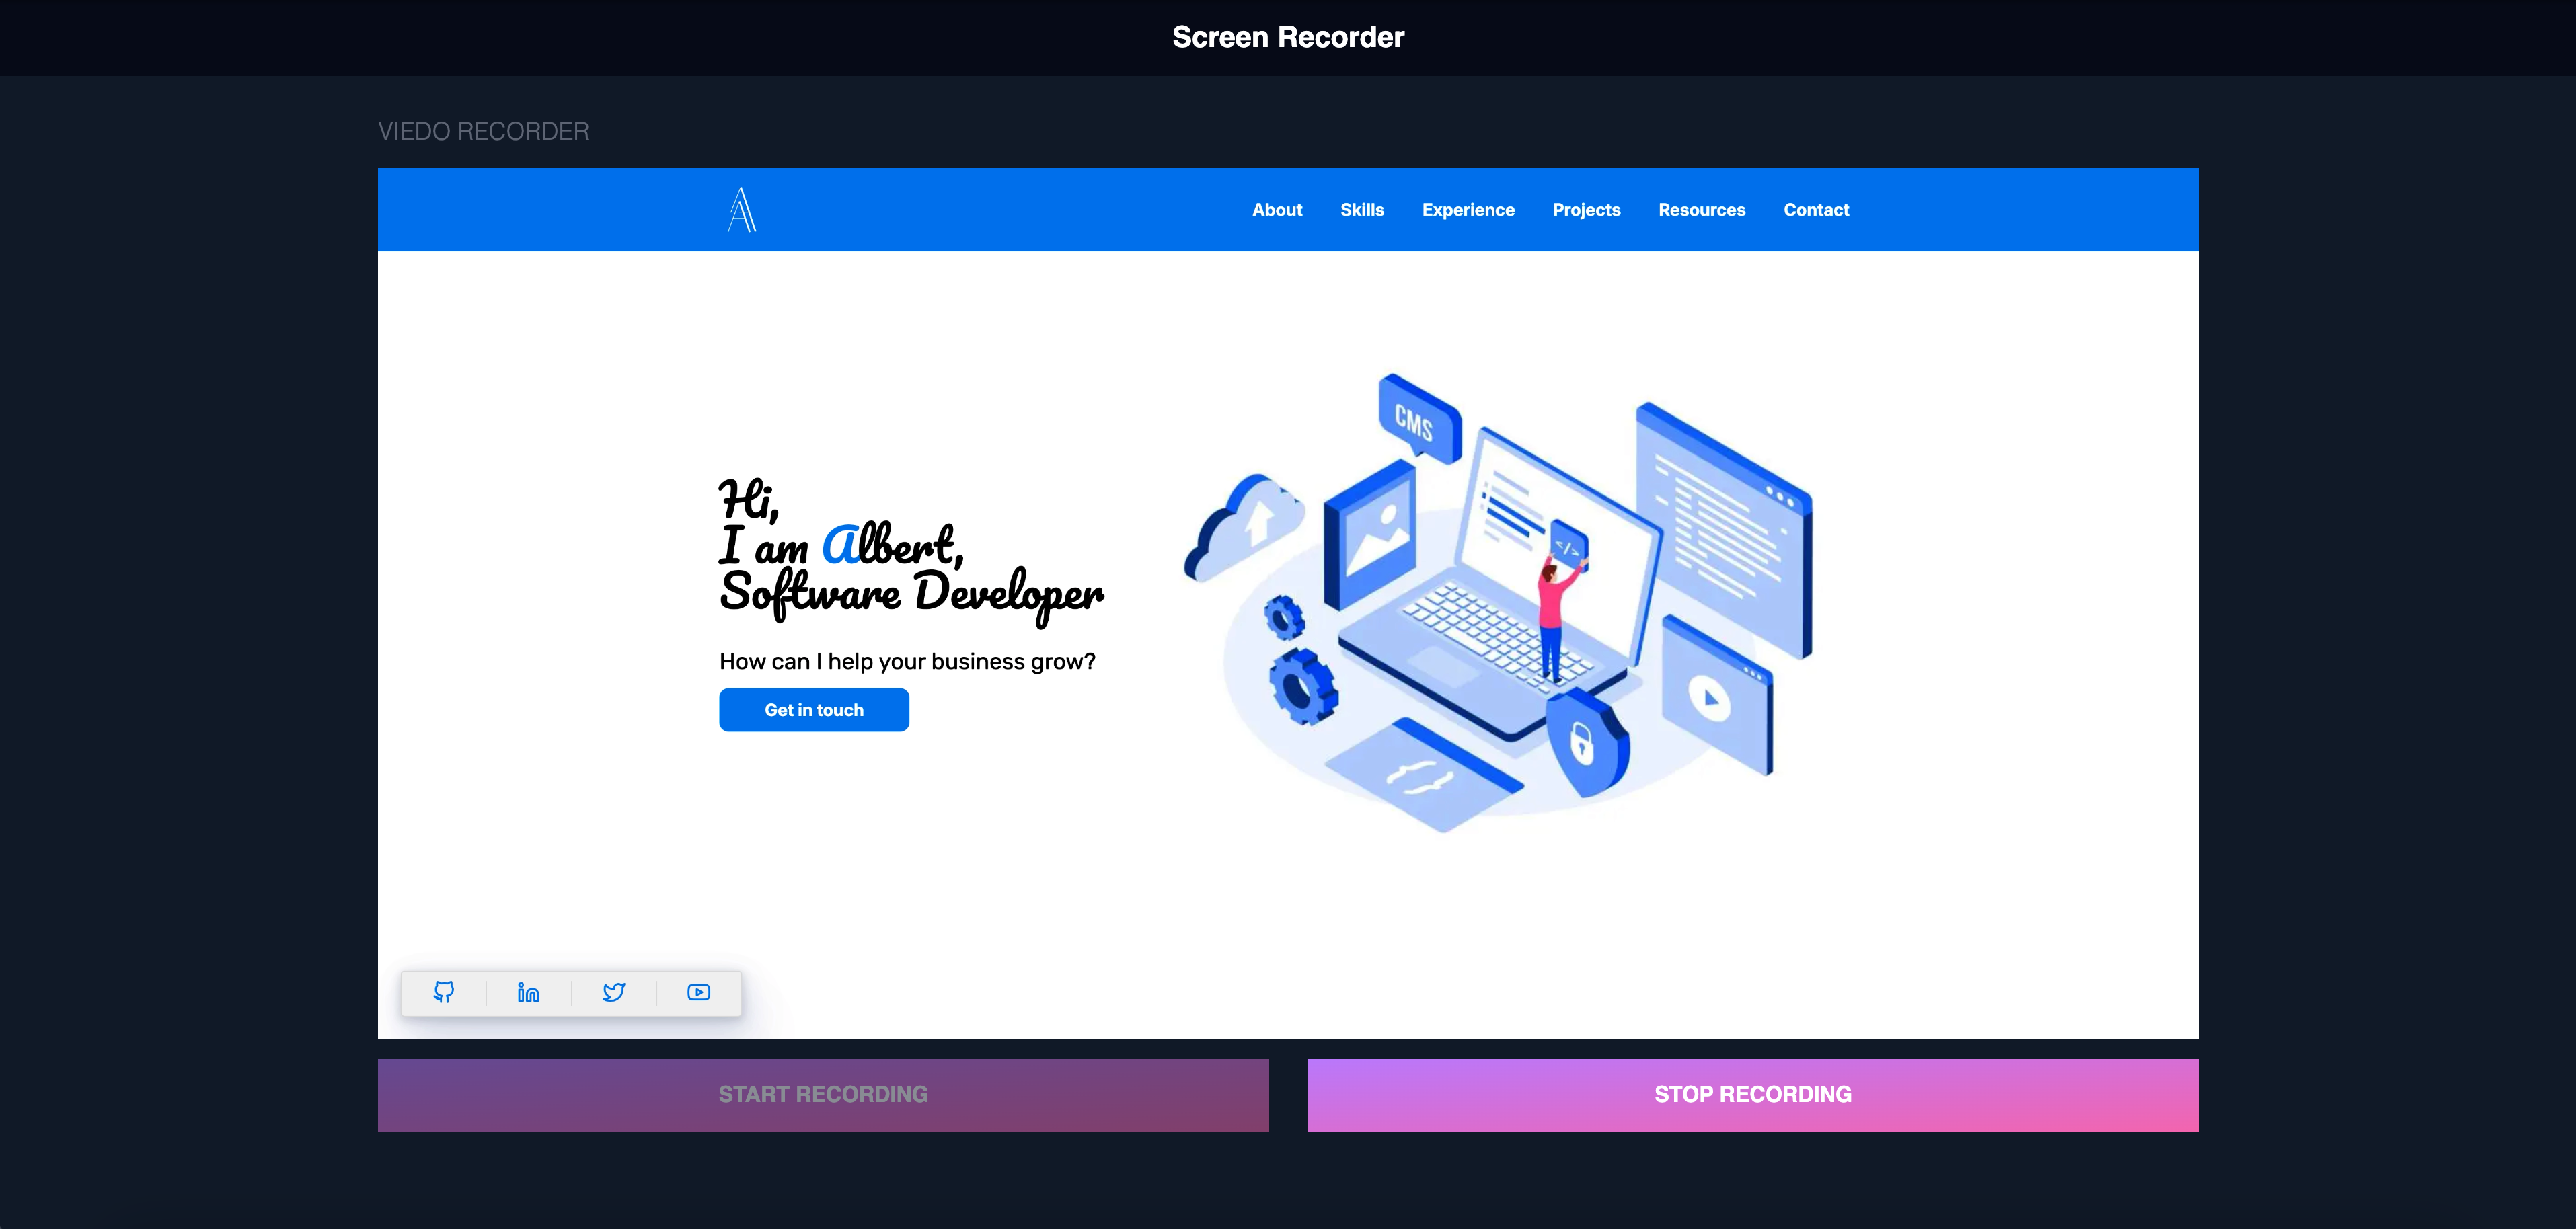 Screen Recorder
VIEDO RECORDER
About Skills Experience Projects Resources Contact
CMS
</>
Hi,
I am Albert,
Software Developer
How can I help your business grow?
Get in touch
{ }
in
START RECORDING
STOP RECORDING